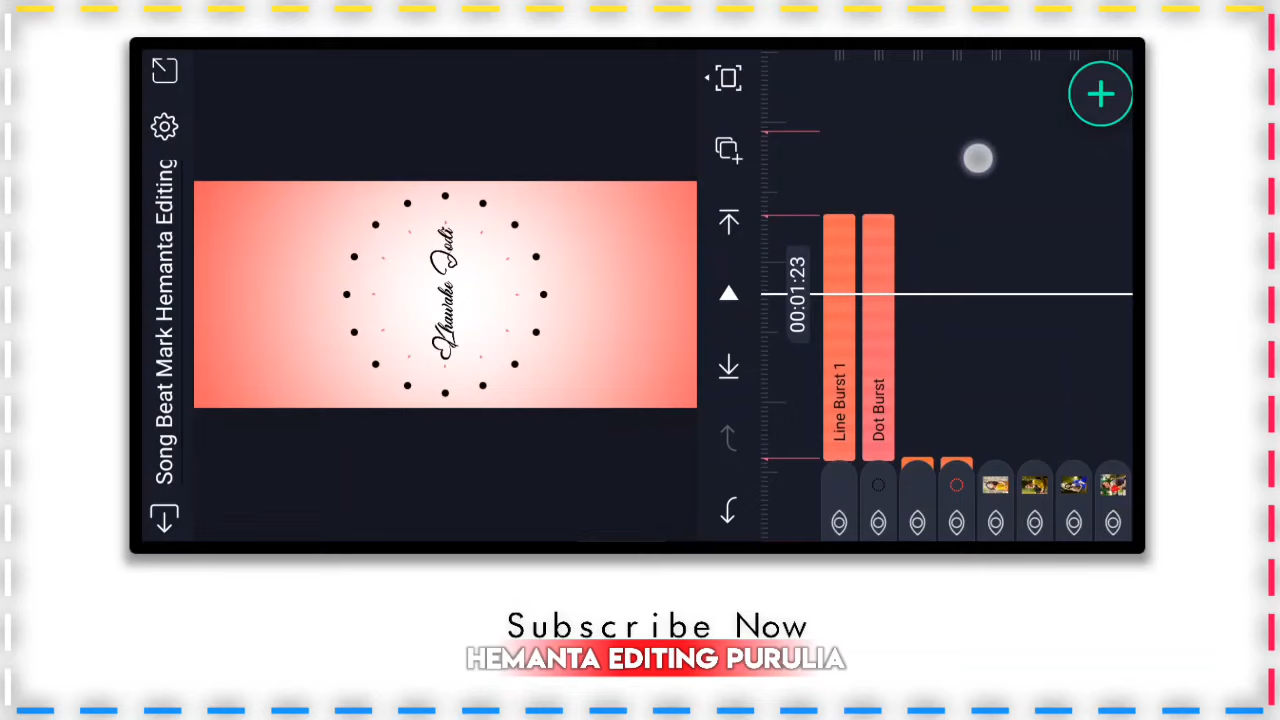 Song Beat Mark Hemanta Editing
00:01:23
Line Burst 1
Dot Burst
Subscribe Now
HEMANTA EDITING PURULIA